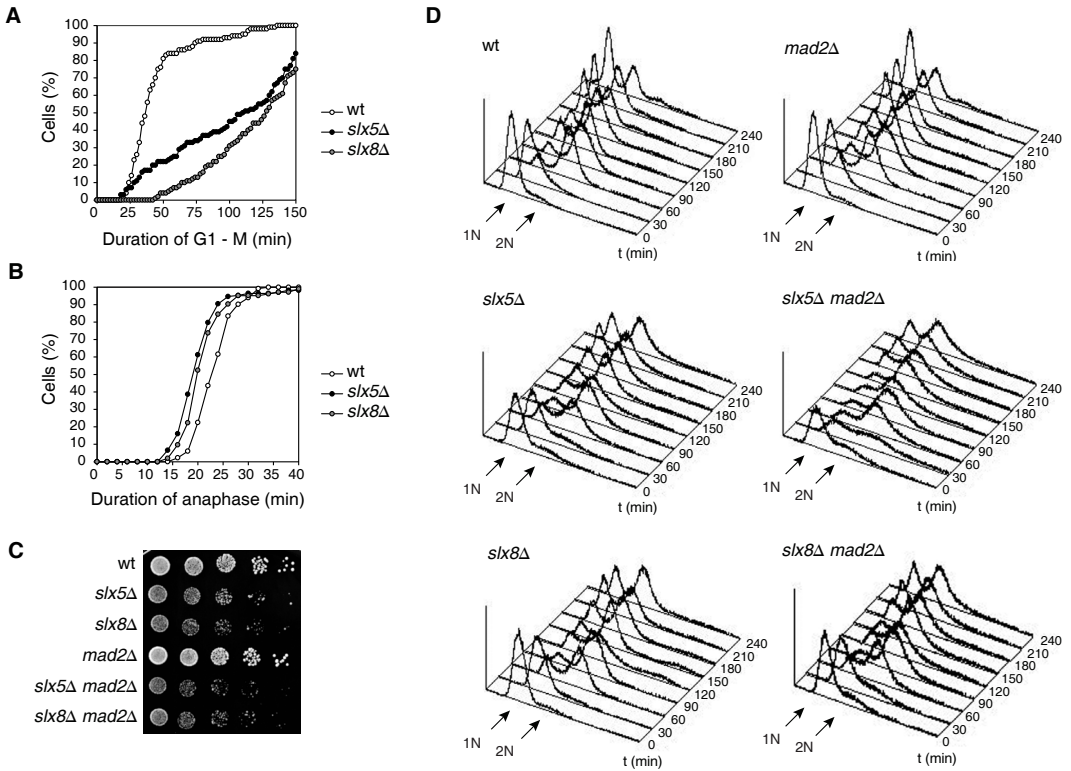 A
100
90
80
70
60
50
40
30
20
10
0
Cells (%)
0 25 50 75 100 125 150
Duration of G1 - M (min)
wt
slx5Δ
slx8Δ
B
100
90
80
70
60
50
40
30
20
10
0
Cells (%)
0 5 10 15 20 25 30 35 40
Duration of anaphase (min)
wt
slx5Δ
slx8Δ
C
wt
slx5Δ
slx8Δ
mad2Δ
slx5Δ mad2Δ
slx8Δ mad2Δ
D
wt
240
210
180
150
120
90
60
30
0
t (min)
1N
2N
mad2Δ
240
210
180
150
120
90
60
30
0
t (min)
1N
2N
slx5Δ
240
210
180
150
120
90
60
30
0
t (min)
1N
2N
slx5Δ mad2Δ
240
210
180
150
120
90
60
30
0
t (min)
1N
2N
slx8Δ
240
210
180
150
120
90
60
30
0
t (min)
1N
2N
slx8Δ mad2Δ
240
210
180
150
120
90
60
30
0
t (min)
1N
2N